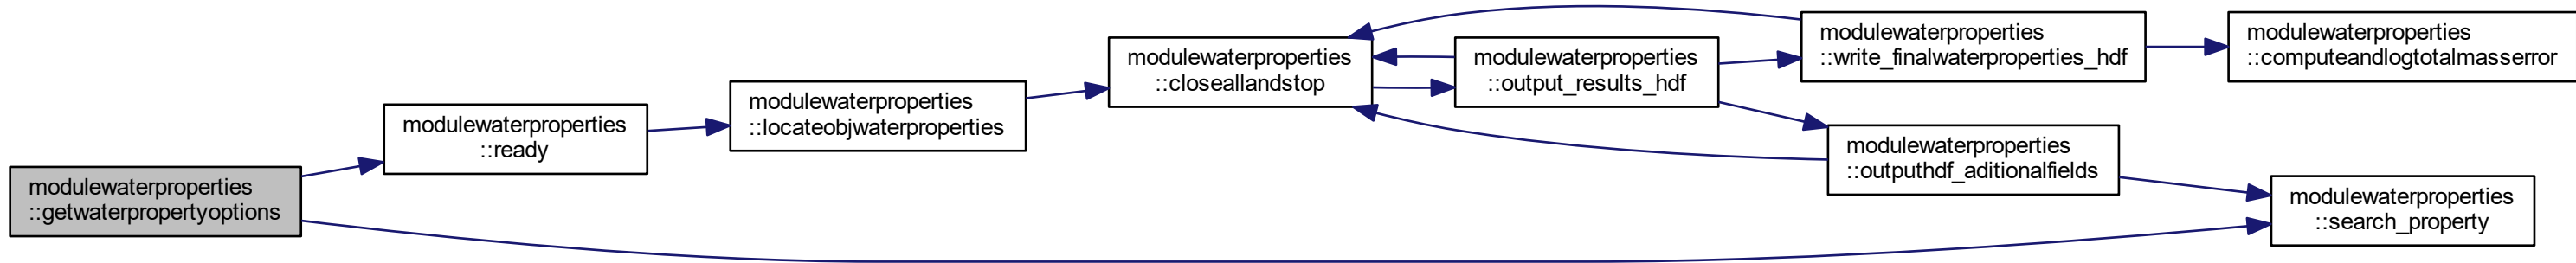 modulewaterproperties
::getwaterpropertyoptions
modulewaterproperties
::ready
modulewaterproperties
::locateobjwaterproperties
modulewaterproperties
::closeallandstop
modulewaterproperties
::output_results_hdf
modulewaterproperties
::write_finalwaterproperties_hdf
modulewaterproperties
::computeandlogtotalmasserror
modulewaterproperties
::outputhdf_aditionalfields
modulewaterproperties
::search_property